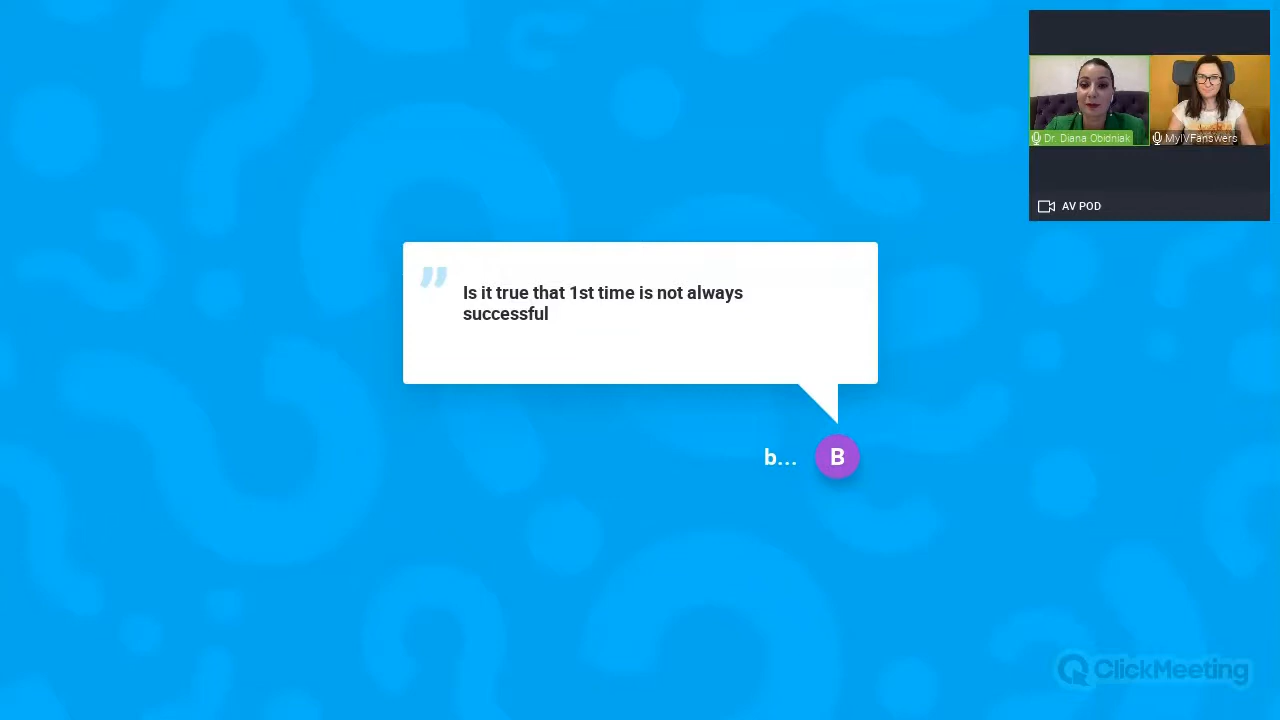 Dr. Diana Obidniak
MyIVFanswers
AV POD
Is it true that 1st time is not always
successful
b...
B
ClickMeeting